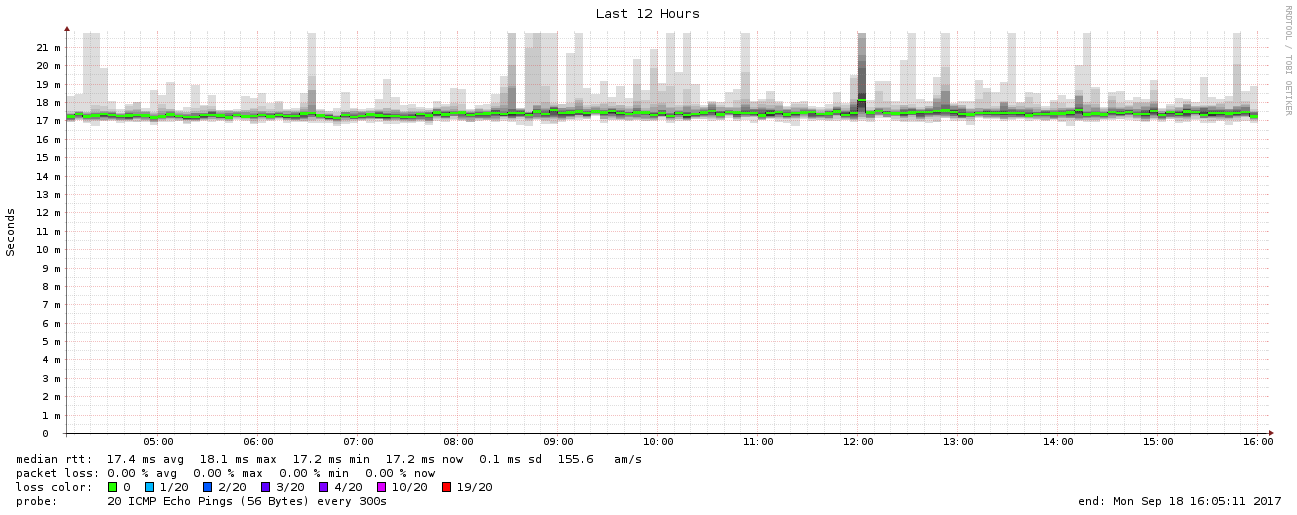 Last 12 Hours
RRDTOOL / TOBI OETIKER
Seconds
21 m
20 m
19 m
18 m
17 m
16 m
15 m
14 m
13 m
12 m
11 m
10 m
9 m
8 m
7 m
6 m
5 m
4 m
3 m
2 m
1 m
0
05:00 06:00 07:00 08:00 09:00 10:00 11:00 12:00 13:00 14:00 15:00 16:00
median rtt: 17.4 ms avg 18.1 ms max 17.2 ms min 17.2 ms now 0.1 ms sd 155.6 am/s
packet loss: 0.00 % avg 0.00 % max 0.00 % min 0.00 % now
loss color: 0 1/20 2/20 3/20 4/20 10/20 19/20
probe: 20 ICMP Echo Pings (56 Bytes) every 300s
end: Mon Sep 18 16:05:11 2017